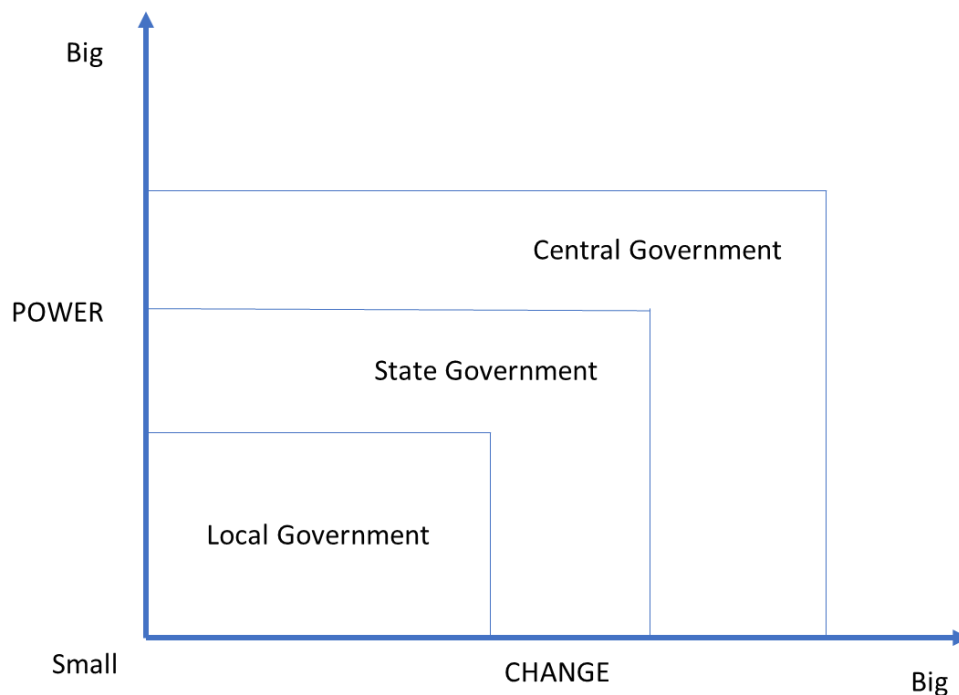 Big
Central Government
POWER
State Government
Local Government
Small
CHANGE
Big